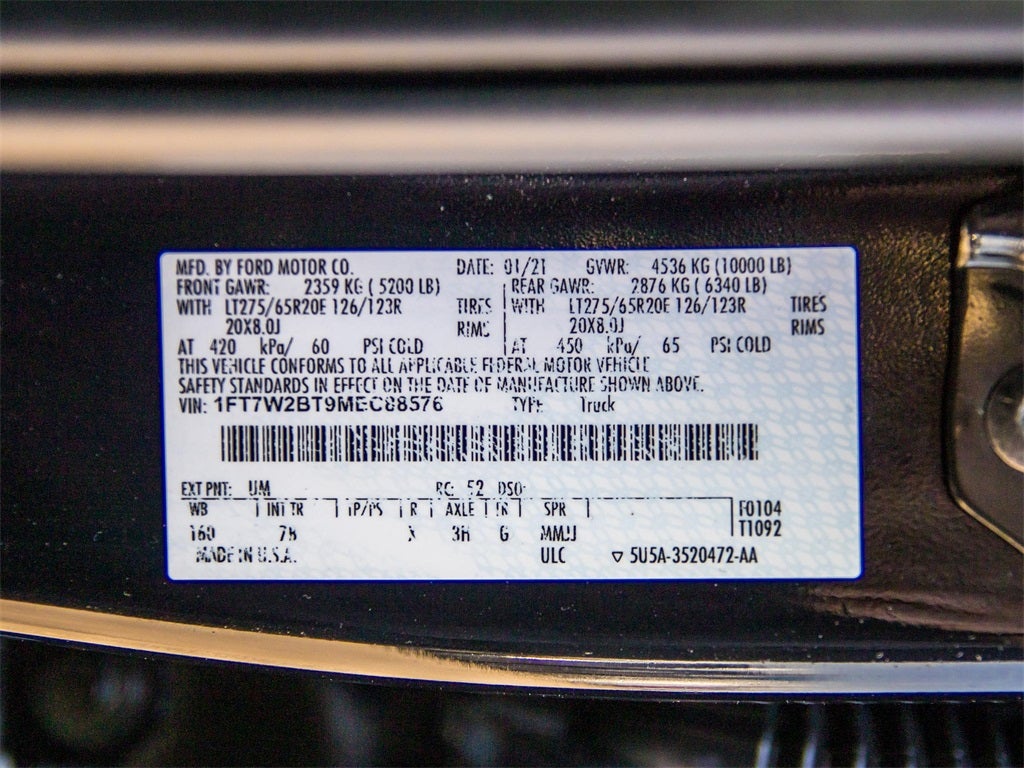 MFD. BY FORD MOTOR CO. DATE: 01/21 GVWR: 4536 KG (10000 LB)
FRONT GAWR: 2359 KG ( 5200 LB) REAR GAWR: 2876 KG ( 6340 LB)
WITH LT275/65R20E 126/123R TIRES WITH LT275/65R20E 126/123R TIRES
20X8.0J RIMS 20X8.0J RIMS
AT 420 kPa/ 60 PSI COLD AT 450 kPa/ 65 PSI COLD
THIS VEHICLE CONFORMS TO ALL APPLICABLE FEDERAL MOTOR VEHICLE
SAFETY STANDARDS IN EFFECT ON THE DATE OF MANUFACTURE SHOWN ABOVE.
VIN: 1FT7W2BT9MEC88576 TYPE: Truck
EXT PNT: UM RC: 52 DSO:
WB INT TR TP/PS R AXLE TR SPR F0104
160 7B X 3H G MMJJ T1092
MADE IN U.S.A. ULC ▽ 5U5A-3520472-AA